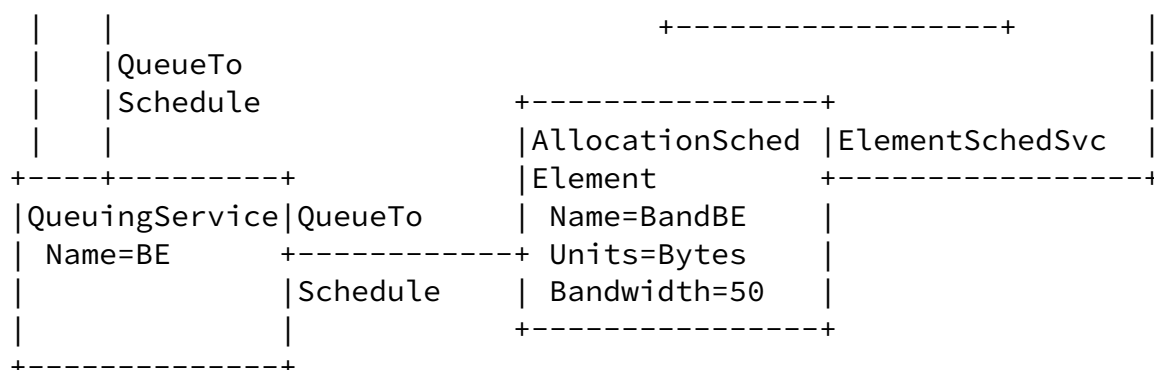 |    |                              +------------------+       |
 |    |QueueTo                                                  |
 |    |Schedule              +----------------+                 |
 |    |                      |AllocationSched |ElementSchedSvc  |
+----+---------+             |Element         +-----------------+
|QueuingService|QueueTo      | Name=BandBE    |
| Name=BE      +------------+ Units=Bytes    |
|              |Schedule     | Bandwidth=50   |
|              |             +----------------+
+--------------+